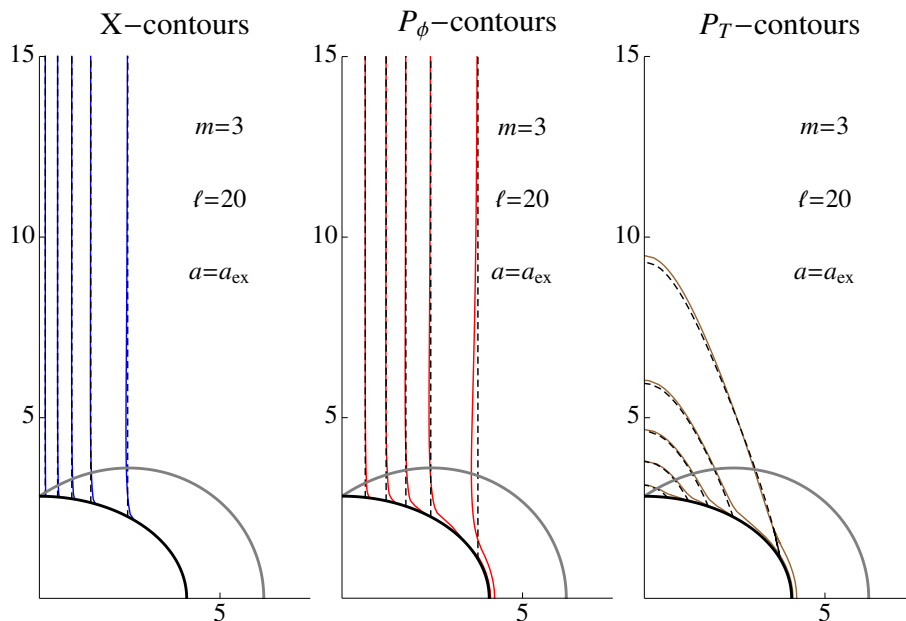 X−contours
15
10
5
m=3
ℓ=20
a=a_ex
5
P_ϕ−contours
15
10
5
m=3
ℓ=20
a=a_ex
5
P_T−contours
15
10
5
m=3
ℓ=20
a=a_ex
5